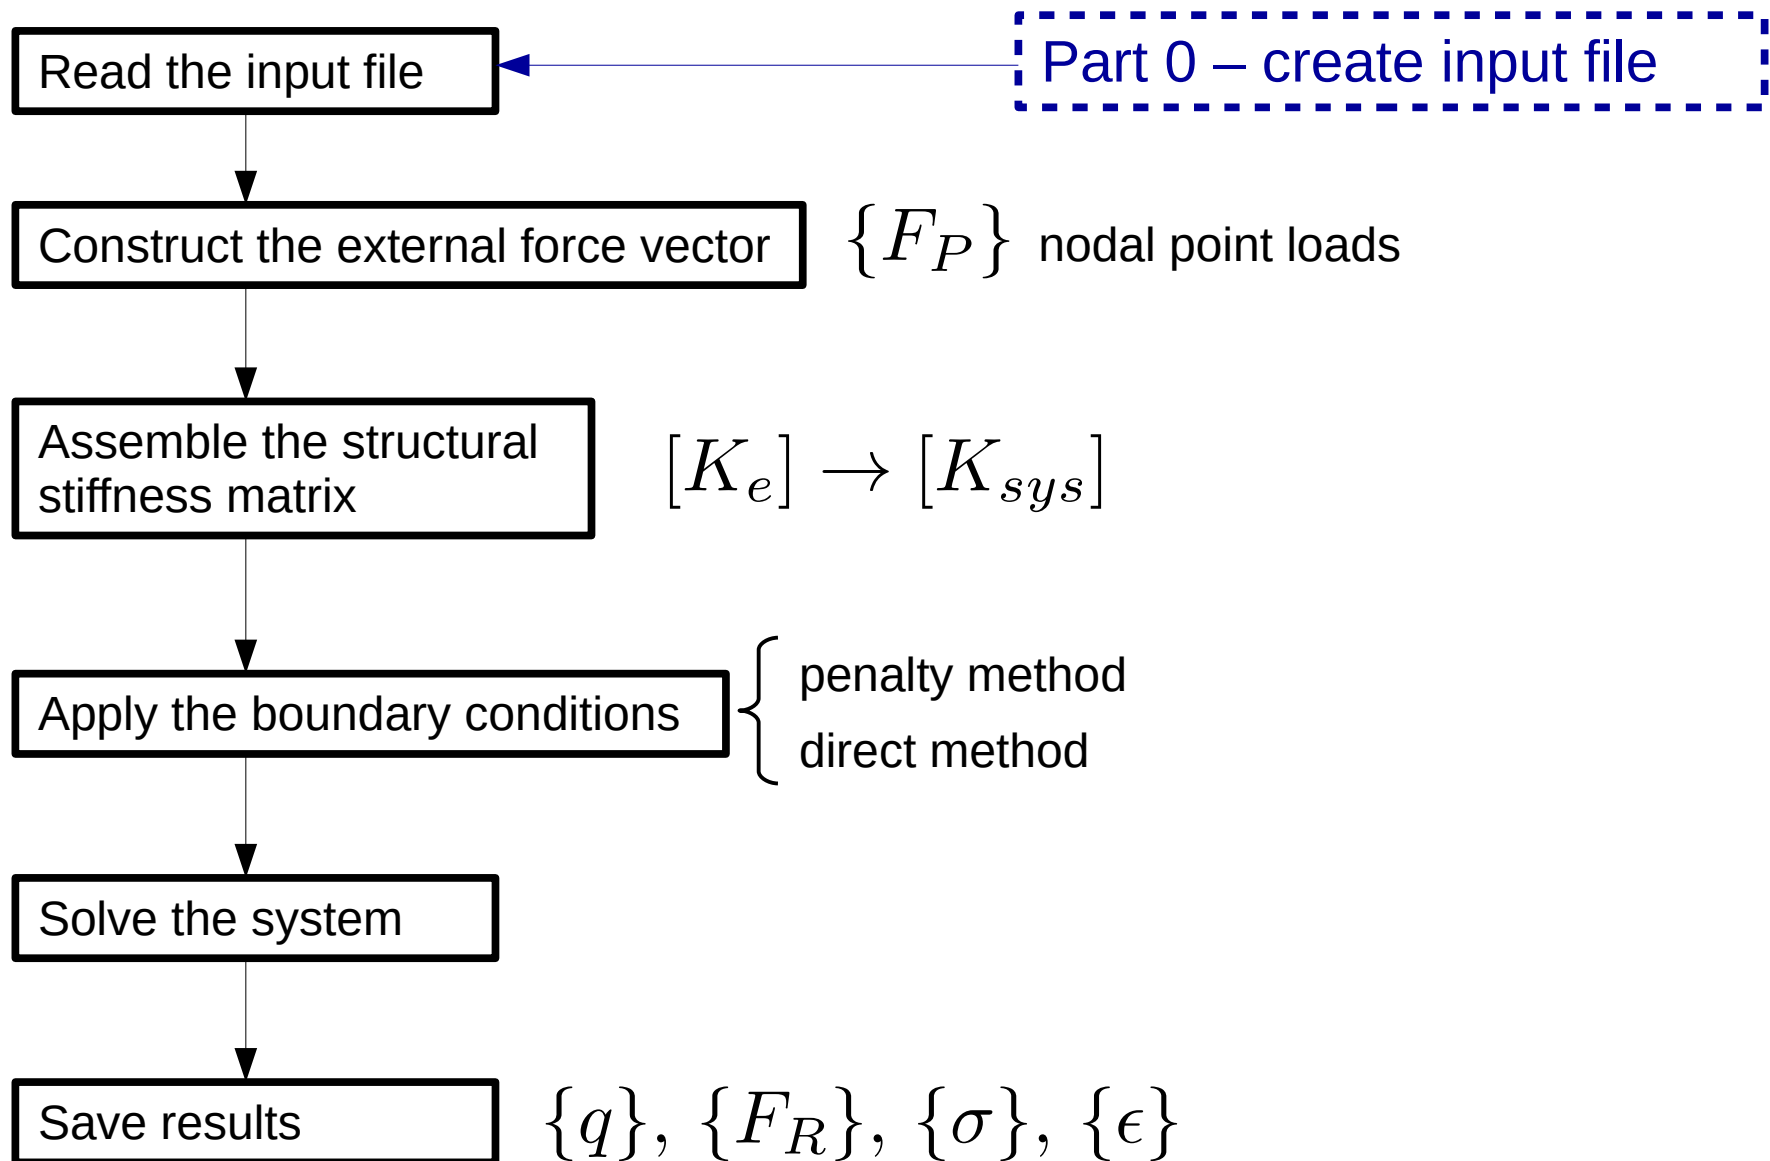 Read the input file
Part 0 – create input file
Construct the external force vector
{F_P} nodal point loads
Assemble the structural
stiffness matrix
[K_e] → [K_{sys}]
Apply the boundary conditions
penalty method
direct method
Solve the system
Save results
{q}, {F_R}, {σ}, {ϵ}